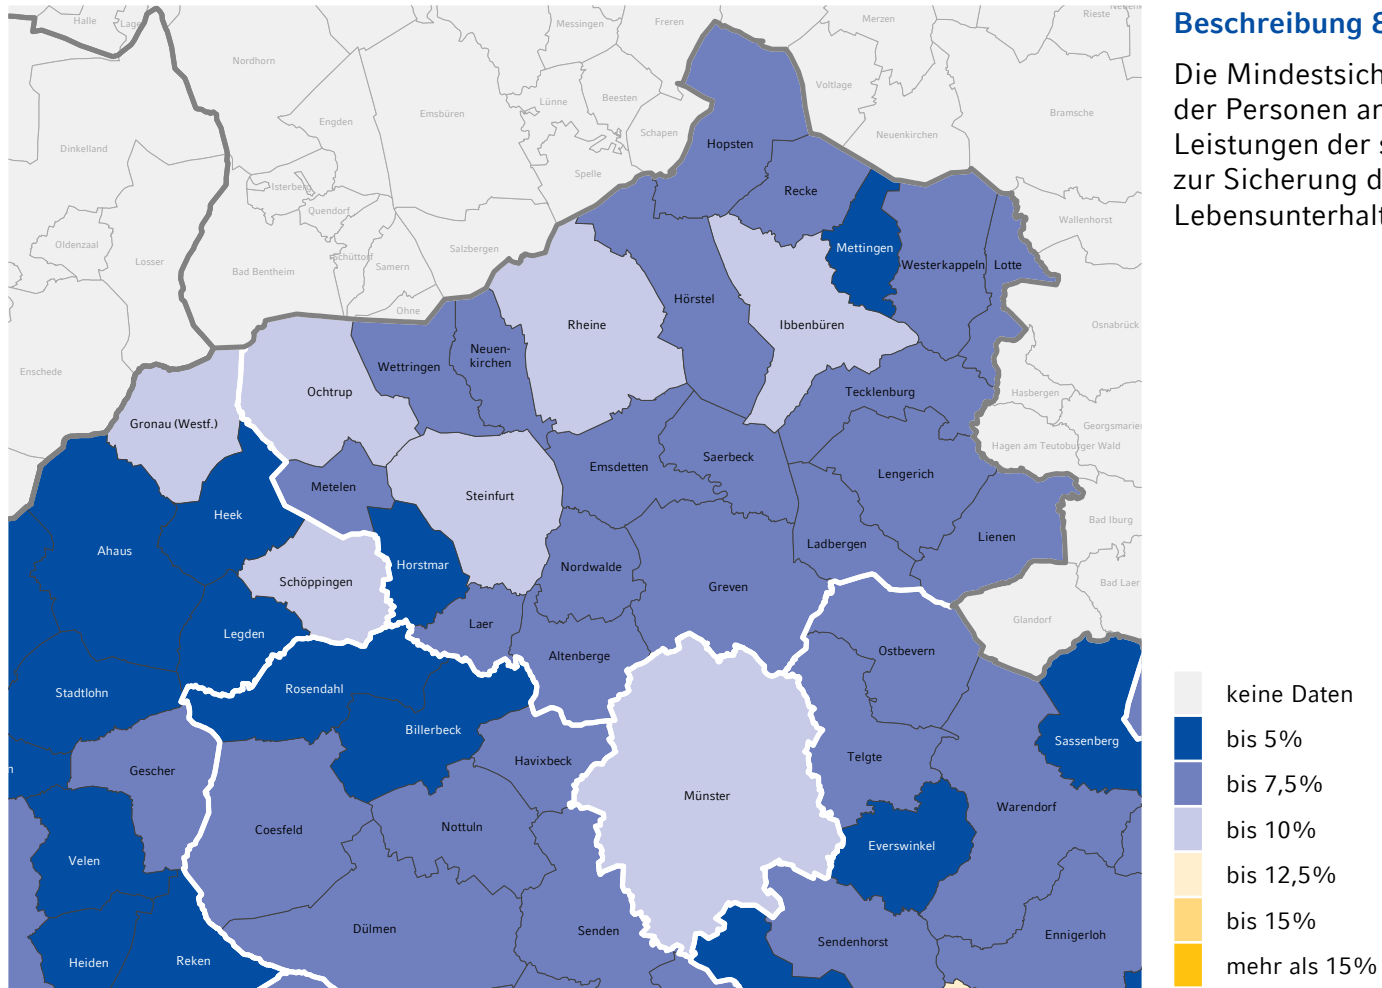 Beschreibung &
Die Mindestsich
der Personen an
Leistungen der s
zur Sicherung d
Lebensunterhalt
Halle
Lage
Messingen
Freren
Merzen
Rieste
Nordhorn
Voltlage
Lünne
Beesten
Emsbüren
Bramsche
Engden
Schapen
Neuenkirchen
Dinkelland
Hopsten
Spelle
Isterberg
Recke
Quendorf
Wallenhorst
Oldenzaal
Salzbergen
Mettingen
Losser
Schüttorf
Samern
Westerkappeln
Lotte
Bad Bentheim
Hörstel
Ohne
Rheine
Ibbenbüren
Osnabrück
Neuen-
kirchen
Wettringen
Enschede
Ochtrup
Tecklenburg
Hasbergen
Gronau (Westf.)
Georgsmarie
Hagen am Teutoburger Wald
Saerbeck
Emsdetten
Lengerich
Metelen
Steinfurt
Heek
Bad Iburg
Lienen
Ladbergen
Ahaus
Horstmar
Nordwalde
Schöppingen
Greven
Bad Laer
Glandorf
Laer
Legden
Altenberge
Ostbevern
Rosendahl
Stadtlohn
Billerbeck
Sassenberg
Havixbeck
Telgte
Gescher
n
Münster
Warendorf
Coesfeld
Nottuln
Everswinkel
Velen
Dülmen
Senden
Sendenhorst
Ennigerloh
Heiden
Reken
keine Daten
bis 5%
bis 7,5%
bis 10%
bis 12,5%
bis 15%
mehr als 15%